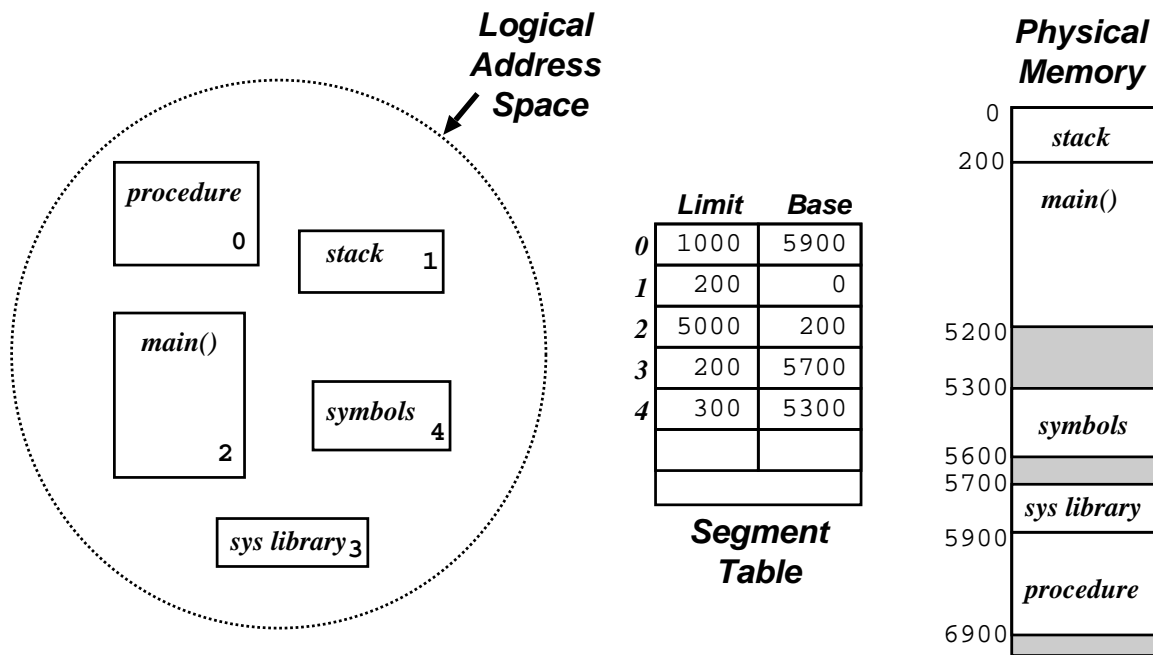 Logical
Address
Space
procedure
0
stack 1
main()
2
symbols 4
sys library 3
Limit Base
0 1000 5900
1 200 0
2 5000 200
3 200 5700
4 300 5300
Segment
Table
Physical
Memory
0
stack
200
main()
5200
5300
symbols
5600
5700
sys library
5900
procedure
6900